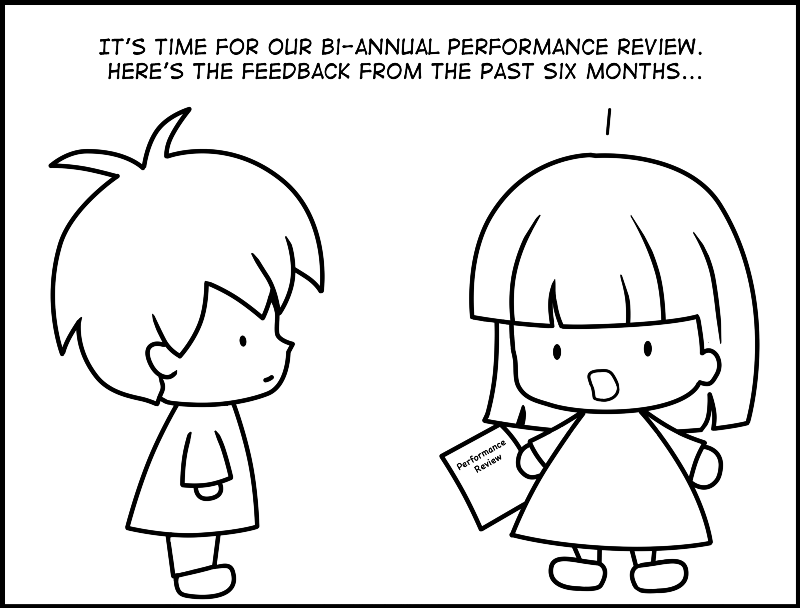 IT'S TIME FOR OUR BI-ANNUAL PERFORMANCE REVIEW.
HERE'S THE FEEDBACK FROM THE PAST SIX MONTHS...
Performance
Review